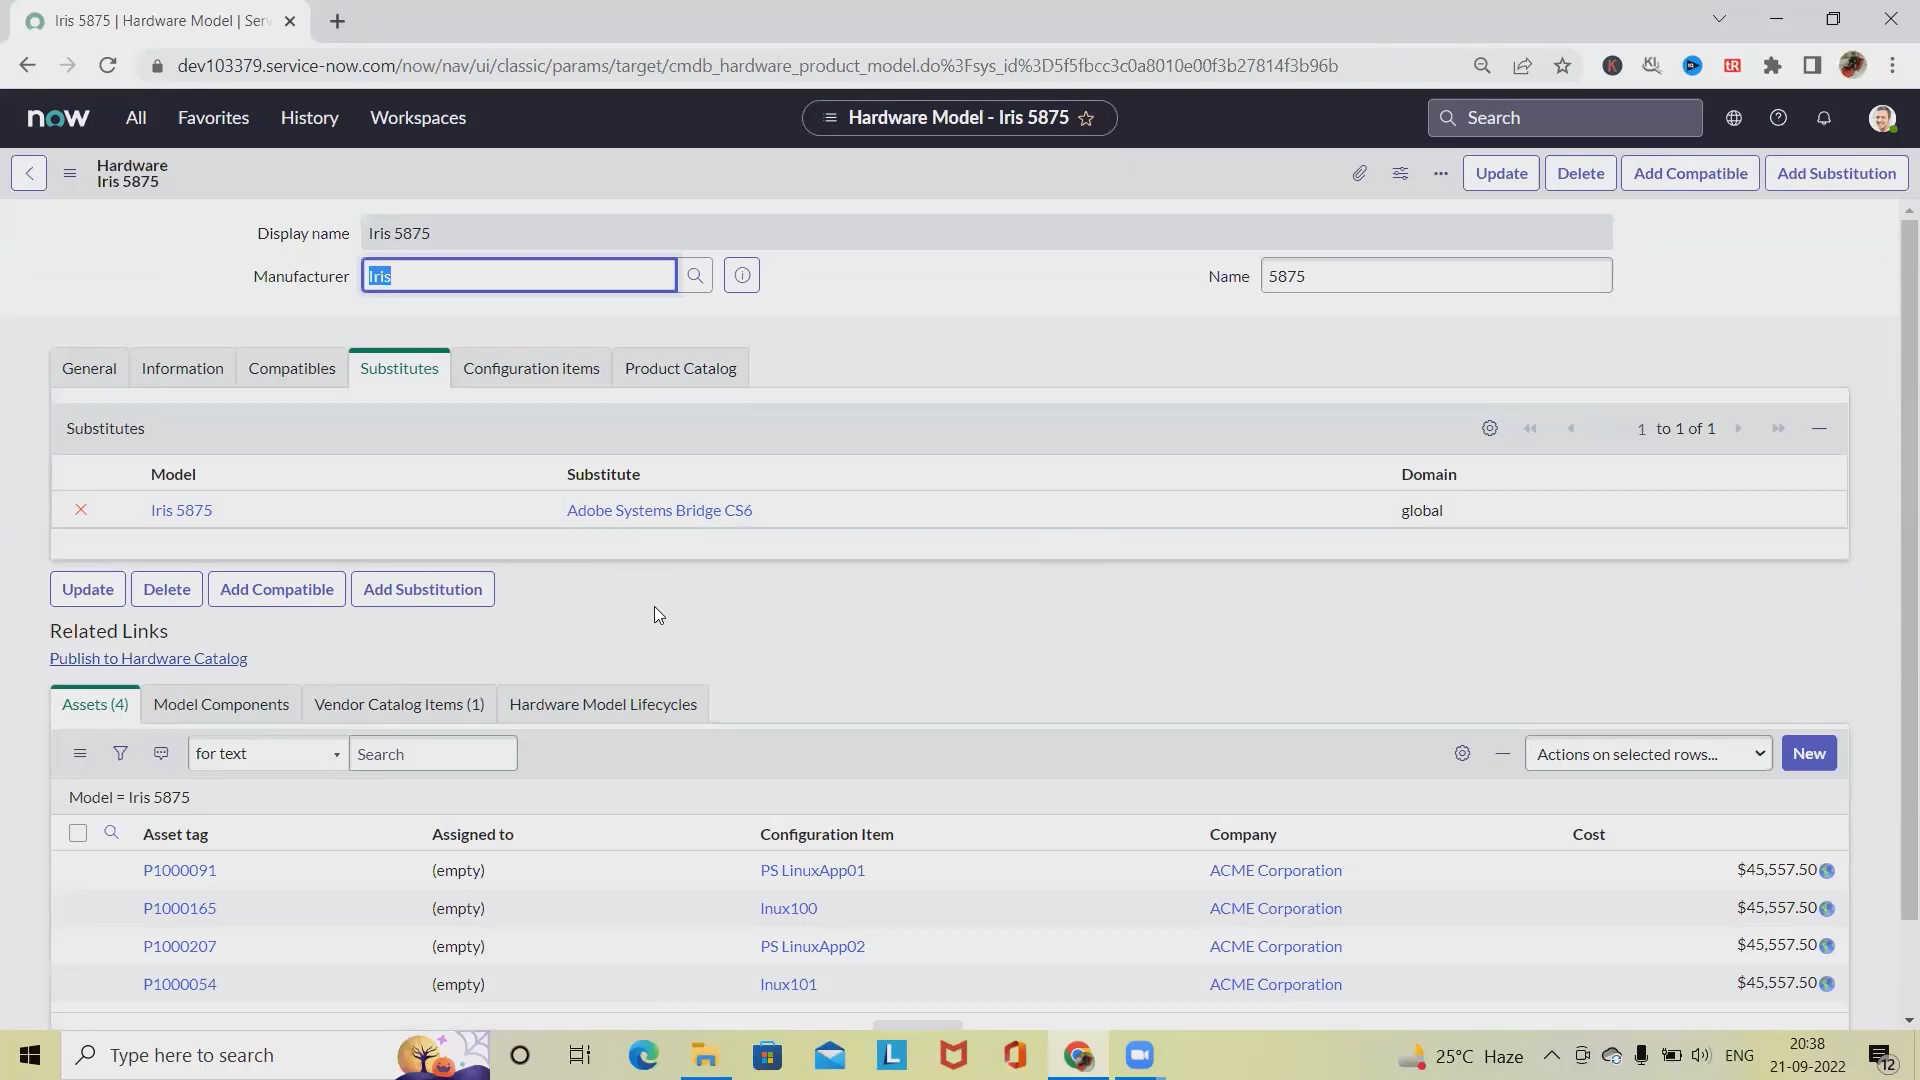 Iris 5875 | Hardware Model | Serv
dev103379.service-now.com/now/nav/ui/classic/params/target/cmdb_hardware_product_model.do%3Fsys_id%3D5f5fbcc3c0a8010e00f3b27814f3b96b
now All Favorites History Workspaces Hardware Model - Iris 5875 Search
Hardware
Iris 5875
Update Delete Add Compatible Add Substitution
Display name Iris 5875
Manufacturer Iris Name 5875
General Information Compatibles Substitutes Configuration items Product Catalog
Substitutes 1 to 1 of 1
Model Substitute Domain
Iris 5875 Adobe Systems Bridge CS6 global
Update Delete Add Compatible Add Substitution
Related Links
Publish to Hardware Catalog
Assets (4) Model Components Vendor Catalog Items (1) Hardware Model Lifecycles
for text Search Actions on selected rows... New
Model = Iris 5875
Asset tag Assigned to Configuration Item Company Cost
P1000091 (empty) PS LinuxApp01 ACME Corporation $45,557.50
P1000165 (empty) lnux100 ACME Corporation $45,557.50
P1000207 (empty) PS LinuxApp02 ACME Corporation $45,557.50
P1000054 (empty) lnux101 ACME Corporation $45,557.50
Type here to search 25°C Haze ENG 20:38
21-09-2022 12